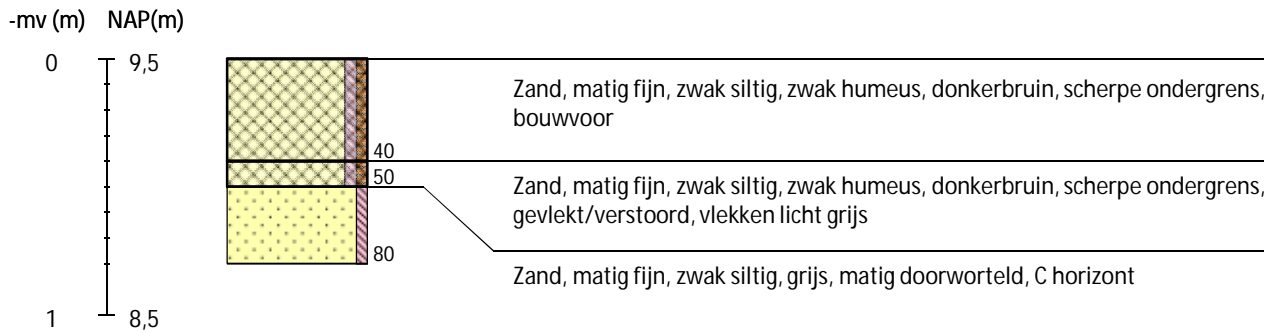 -mv (m) NAP(m)
0 9,5
Zand, matig fijn, zwak siltig, zwak humeus, donkerbruin, scherpe ondergrens,
bouwvoor
40
50
Zand, matig fijn, zwak siltig, zwak humeus, donkerbruin, scherpe ondergrens,
gevlekt/verstoord, vlekken licht grijs
80
Zand, matig fijn, zwak siltig, grijs, matig doorworteld, C horizont
1 8,5